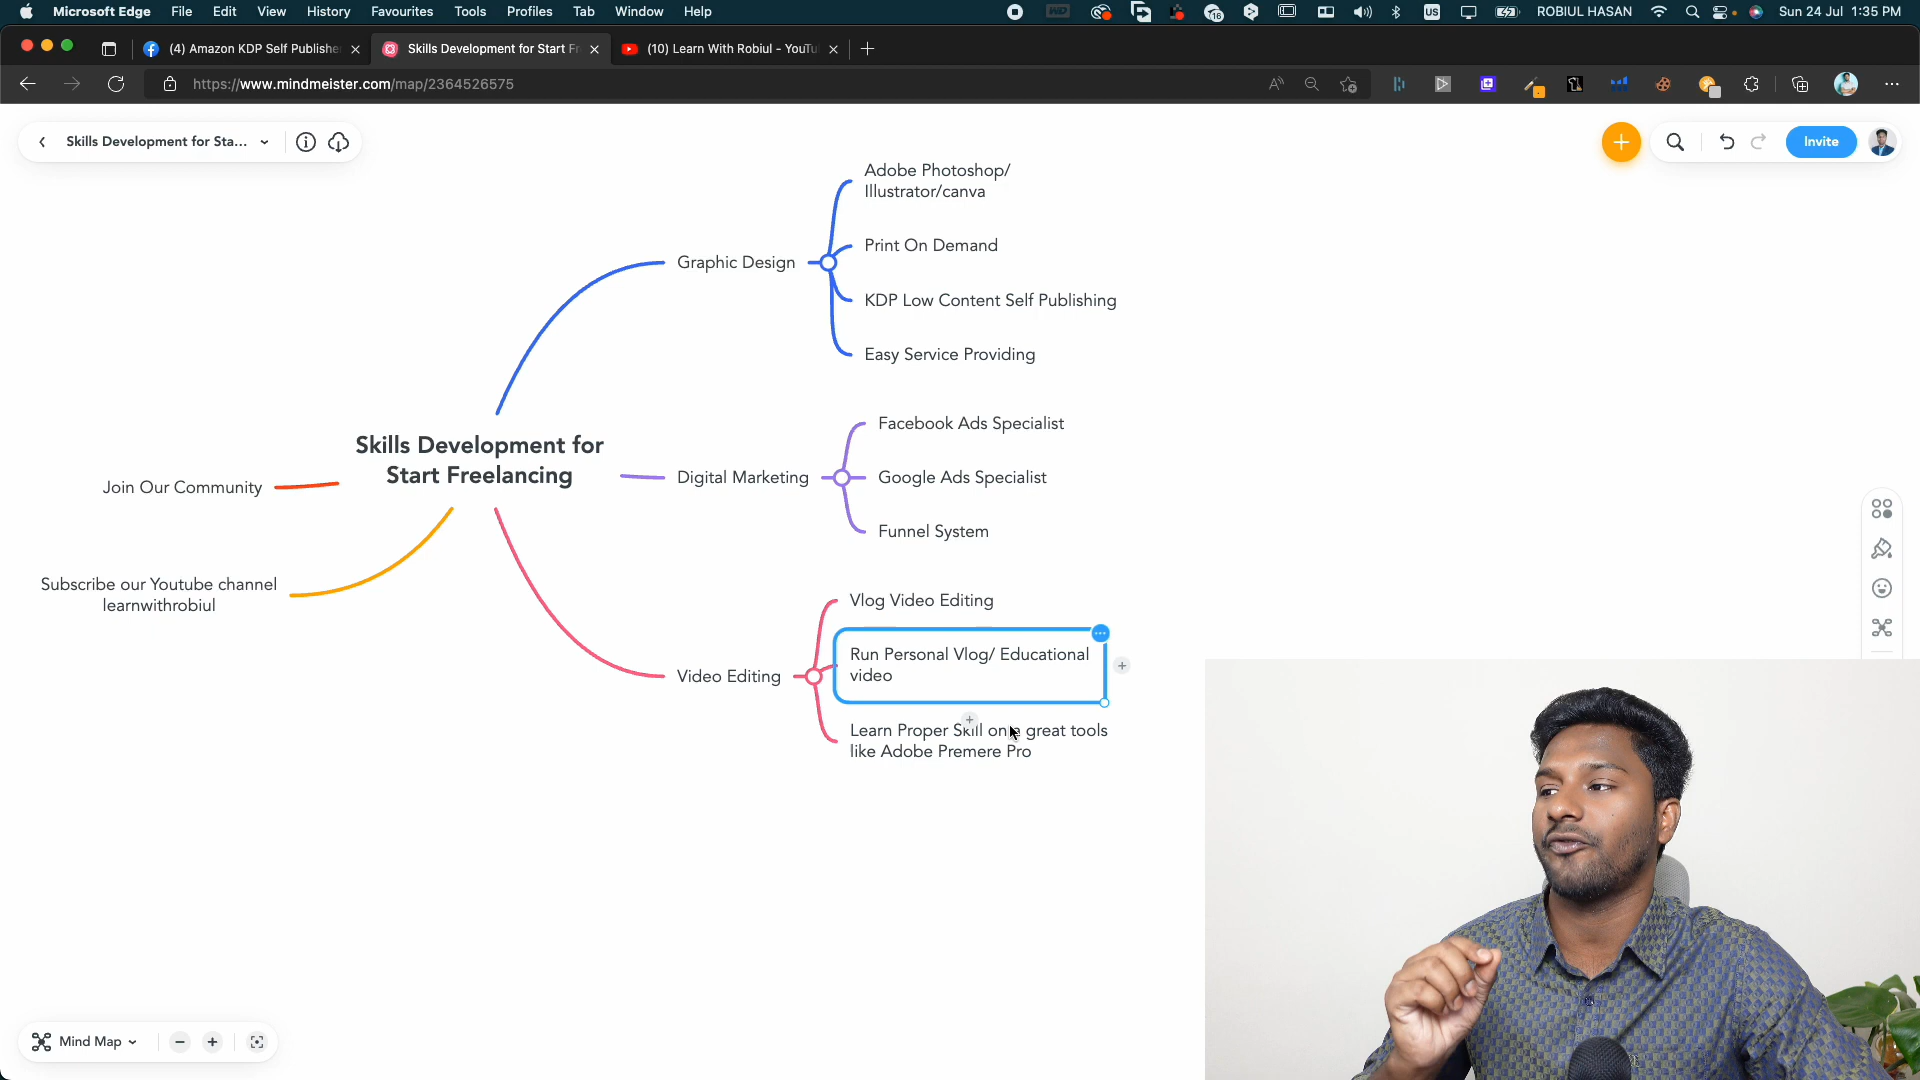 Microsoft Edge File Edit View History Favourites Tools Profiles Tab Window Help
16 US ROBIUL HASAN Sun 24 Jul 1:35 PM
(4) Amazon KDP Self Publishe
Skills Development for Start Fr
(10) Learn With Robiul - YouTu
https://www.mindmeister.com/map/2364526575
Skills Development for Sta...
Invite
Adobe Photoshop/
Illustrator/canva
Print On Demand
Graphic Design
KDP Low Content Self Publishing
Easy Service Providing
Facebook Ads Specialist
Skills Development for
Start Freelancing
Digital Marketing
Google Ads Specialist
Join Our Community
Funnel System
Subscribe our Youtube channel
learnwithrobiul
Vlog Video Editing
Run Personal Vlog/ Educational
video
Video Editing
Learn Proper Skill one great tools
like Adobe Premere Pro
Mind Map